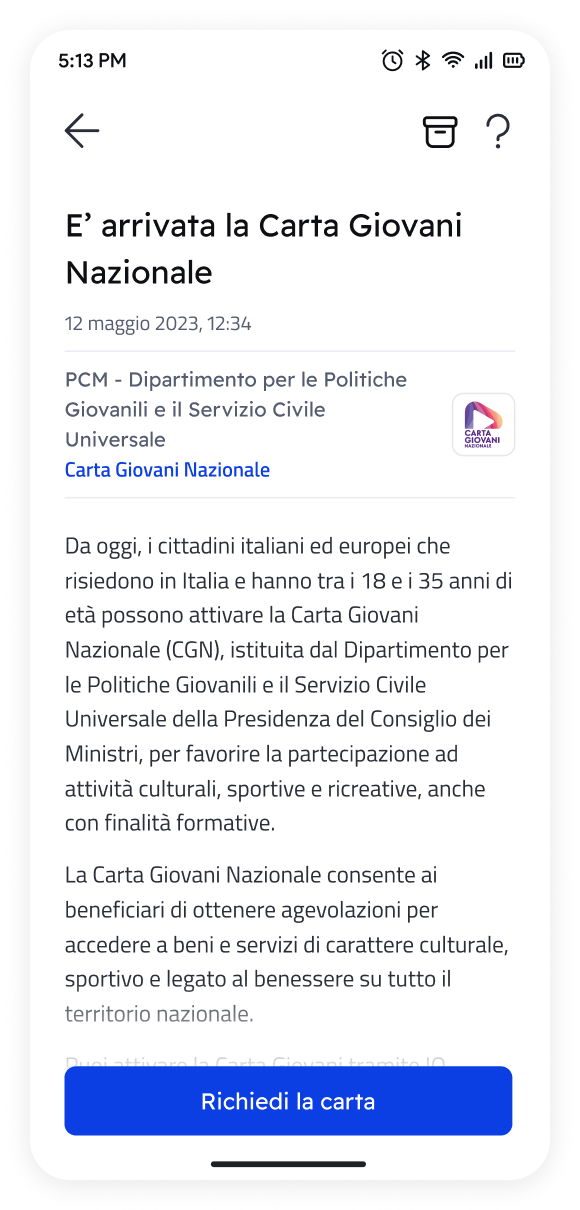 5:13 PM
E’ arrivata la Carta Giovani
Nazionale
12 maggio 2023, 12:34
PCM - Dipartimento per le Politiche
Giovanili e il Servizio Civile
Universale
Carta Giovani Nazionale
CARTA
GIOVANI
NAZIONALE
Da oggi, i cittadini italiani ed europei che
risiedono in Italia e hanno tra i 18 e i 35 anni di
età possono attivare la Carta Giovani
Nazionale (CGN), istituita dal Dipartimento per
le Politiche Giovanili e il Servizio Civile
Universale della Presidenza del Consiglio dei
Ministri, per favorire la partecipazione ad
attività culturali, sportive e ricreative, anche
con finalità formative.
La Carta Giovani Nazionale consente ai
beneficiari di ottenere agevolazioni per
accedere a beni e servizi di carattere culturale,
sportivo e legato al benessere su tutto il
territorio nazionale.
Puoi attivare la Carta Giovani tramite IO
Richiedi la carta